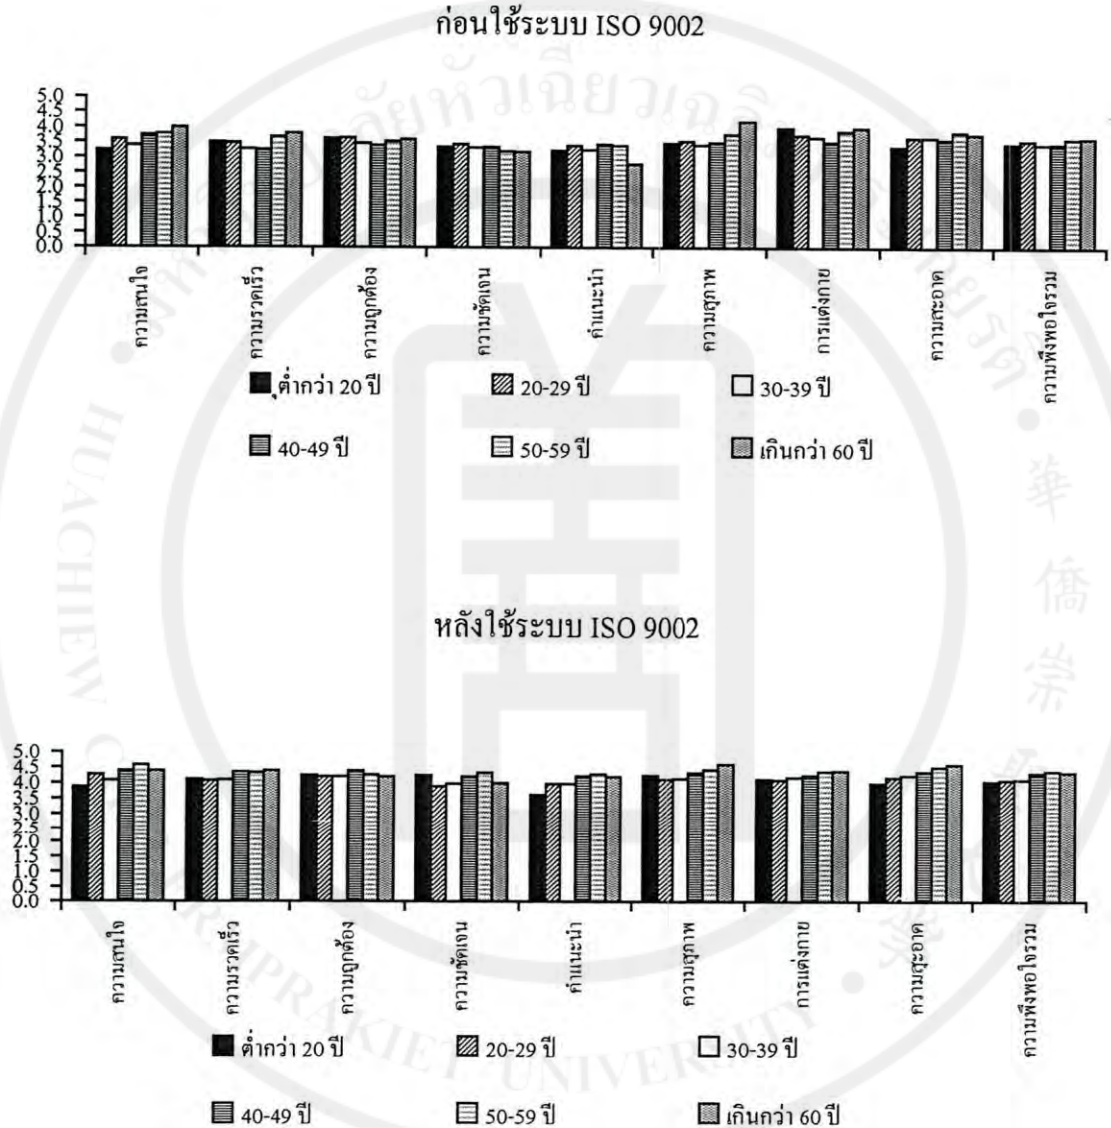 ก่อนใช้ระบบ ISO 9002
5.0
4.5
4.0
3.5
3.0
2.5
2.0
1.5
1.0
0.5
0.0
ความสนใจ
ความรวดเร็ว
ความถูกต้อง
ความชัดเจน
คำแนะนำ
ความสุภาพ
การแต่งกาย
ความสะอาด
ความพึงพอใจรวม
ต่ำกว่า 20 ปี
20-29 ปี
30-39 ปี
40-49 ปี
50-59 ปี
เกินกว่า 60 ปี
หลังใช้ระบบ ISO 9002
5.0
4.5
4.0
3.5
3.0
2.5
2.0
1.5
1.0
0.5
0.0
ความสนใจ
ความรวดเร็ว
ความถูกต้อง
ความชัดเจน
คำแนะนำ
ความสุภาพ
การแต่งกาย
ความสะอาด
ความพึงพอใจรวม
ต่ำกว่า 20 ปี
20-29 ปี
30-39 ปี
40-49 ปี
50-59 ปี
เกินกว่า 60 ปี
HUACHIEW
UNIVERSITY
華
僑
崇